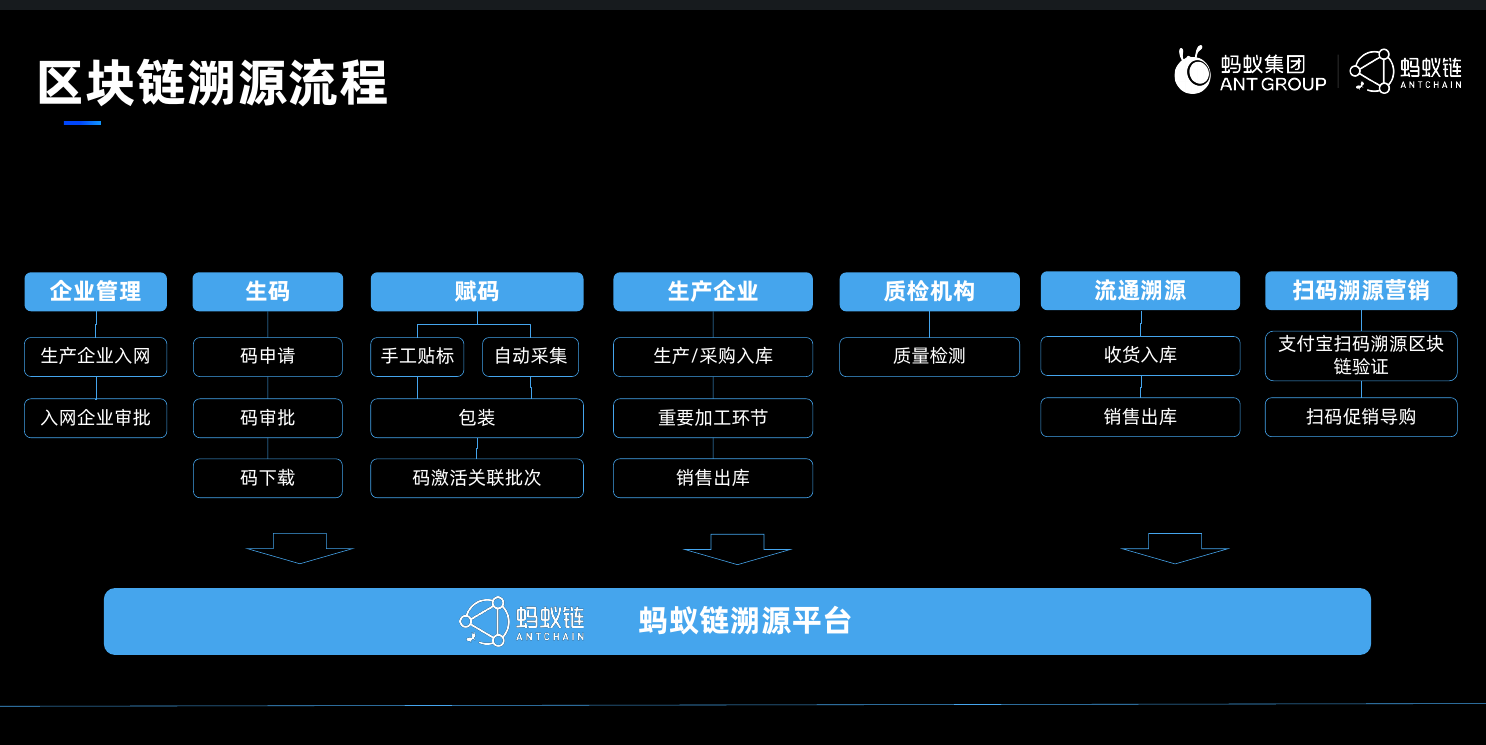 区块链溯源流程
蚂蚁集团
ANT GROUP
蚂蚁链
ANTCHAIN
企业管理
生产企业入网
入网企业审批
生码
码申请
码审批
码下载
赋码
手工贴标
自动采集
包装
码激活关联批次
生产企业
生产/采购入库
重要加工环节
销售出库
质检机构
质量检测
流通溯源
收货入库
销售出库
扫码溯源营销
支付宝扫码溯源区块
链验证
扫码促销导购
蚂蚁链
ANTCHAIN
蚂蚁链溯源平台